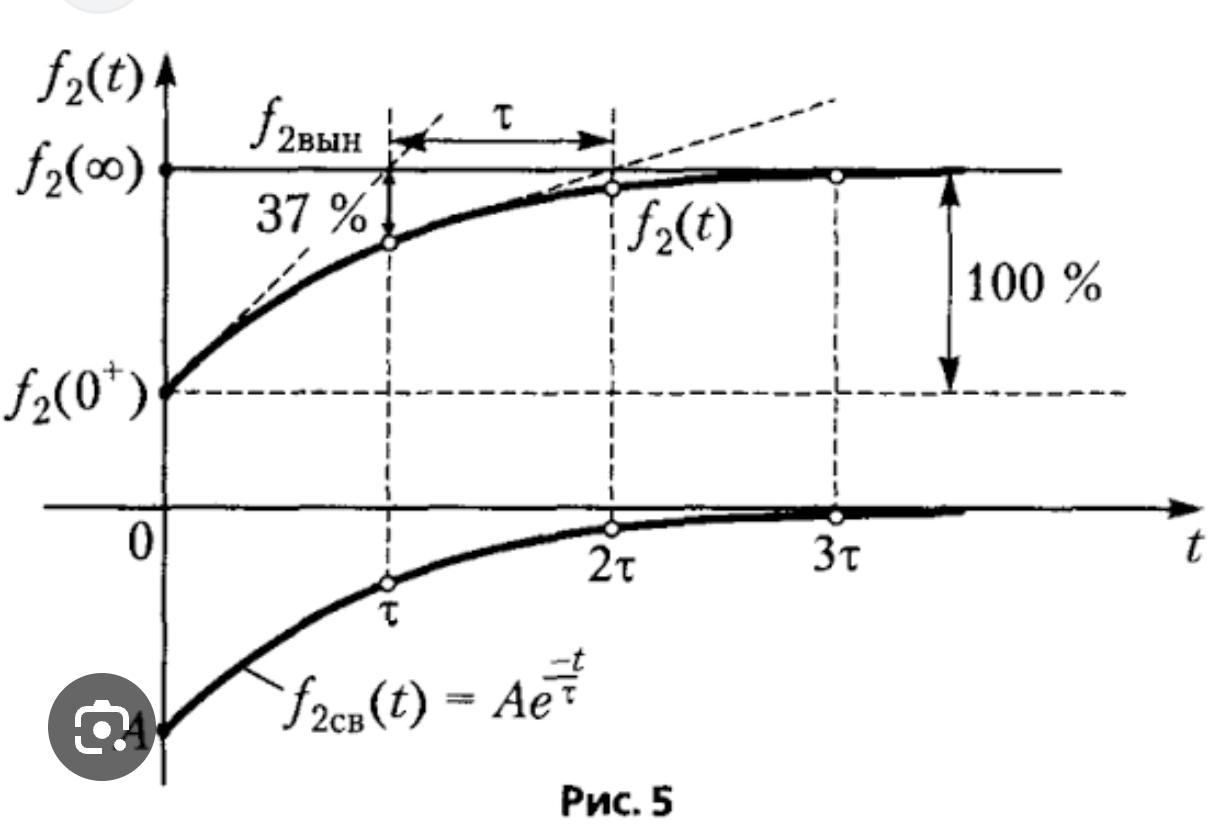 f₂(t)
f₂вын
τ
f₂(∞)
37 %
f₂(t)
100 %
f₂(0⁺)
0
t
2τ
3τ
τ
f₂св(t) = Ae^(−t/τ)
A
Рис. 5